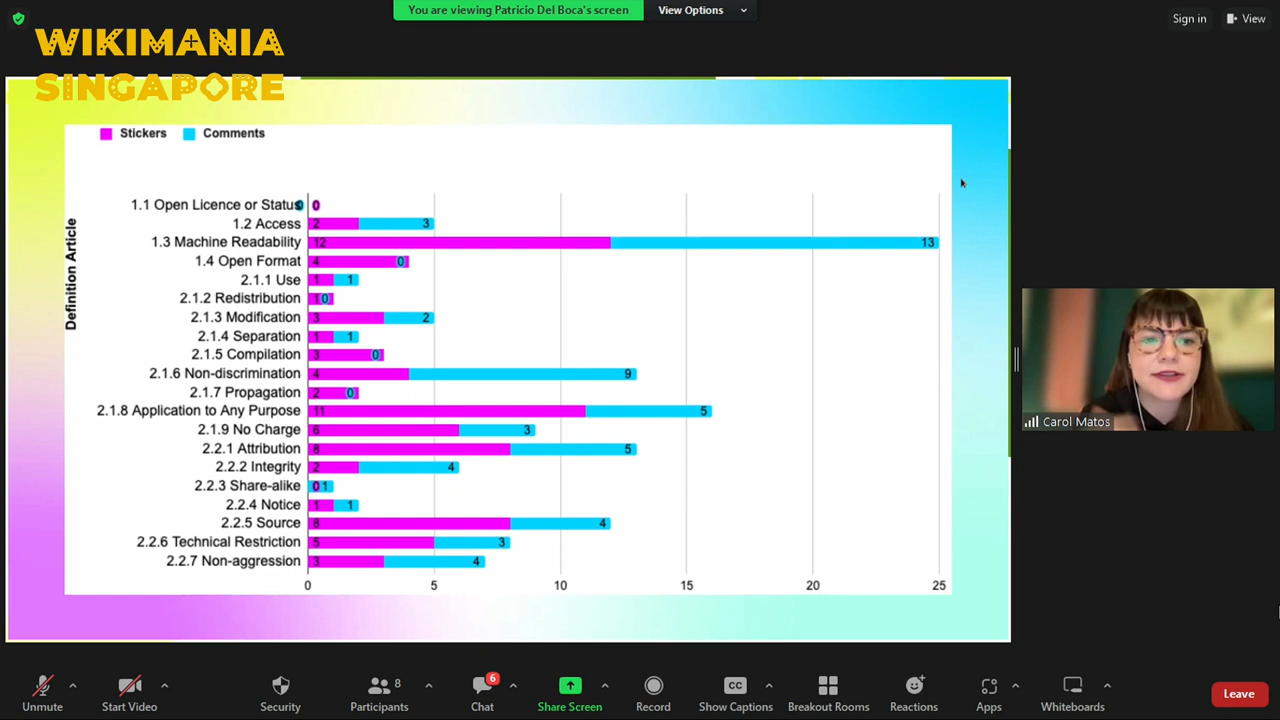 You are viewing Patricio Del Boca's screen
View Options
Sign in
View
WIKIMANIA
SINGAPORE
Stickers
Comments
Definition Article
1.1 Open Licence or Status 0 0
1.2 Access 2 3
1.3 Machine Readability 12 13
1.4 Open Format 4 0
2.1.1 Use 1 1
2.1.2 Redistribution 1 0
2.1.3 Modification 3 2
2.1.4 Separation 1 1
2.1.5 Compilation 3 0
2.1.6 Non-discrimination 4 9
2.1.7 Propagation 2 0
2.1.8 Application to Any Purpose 11 5
2.1.9 No Charge 6 3
2.2.1 Attribution 8 5
2.2.2 Integrity 2 4
2.2.3 Share-alike 0 1
2.2.4 Notice 1 1
2.2.5 Source 8 4
2.2.6 Technical Restriction 5 3
2.2.7 Non-aggression 3 4
0 5 10 15 20 25
Carol Matos
Unmute
Start Video
Security
Participants 8
Chat 6
Share Screen
Record
CC Show Captions
Breakout Rooms
Reactions
Apps
Whiteboards
Leave